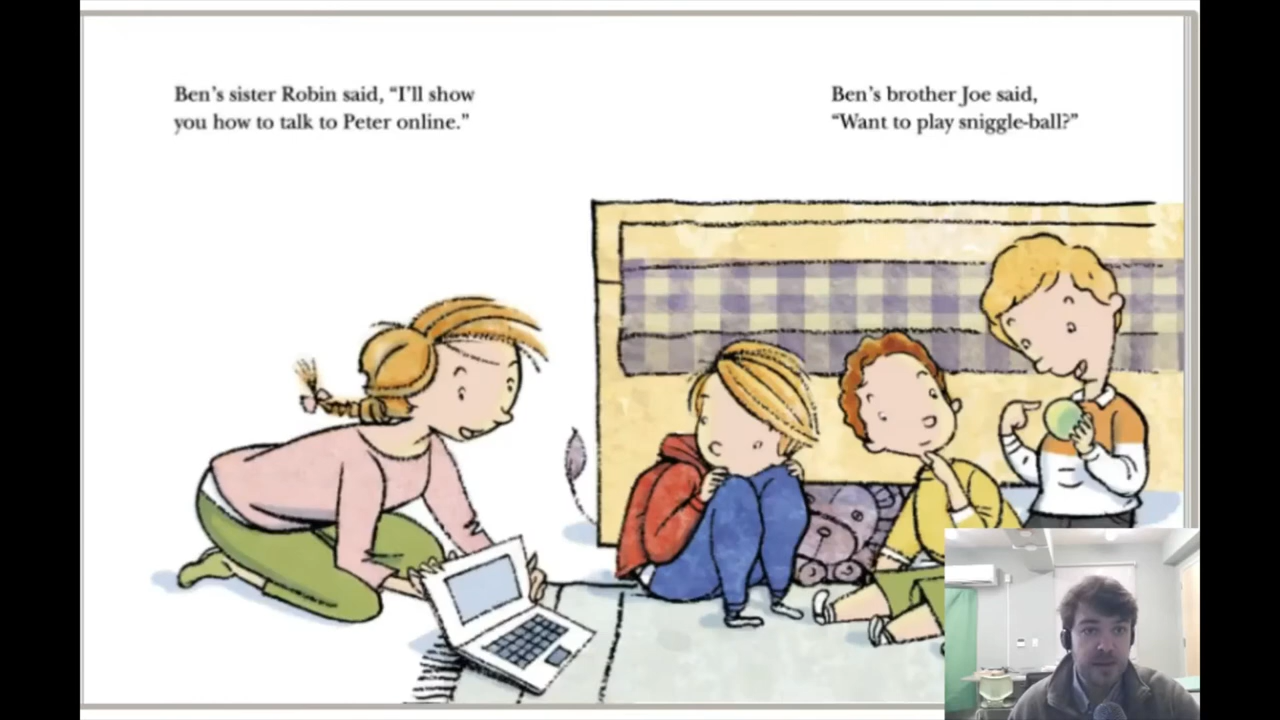 Ben’s sister Robin said, “I’ll show
you how to talk to Peter online.”
Ben’s brother Joe said,
“Want to play sniggle-ball?”